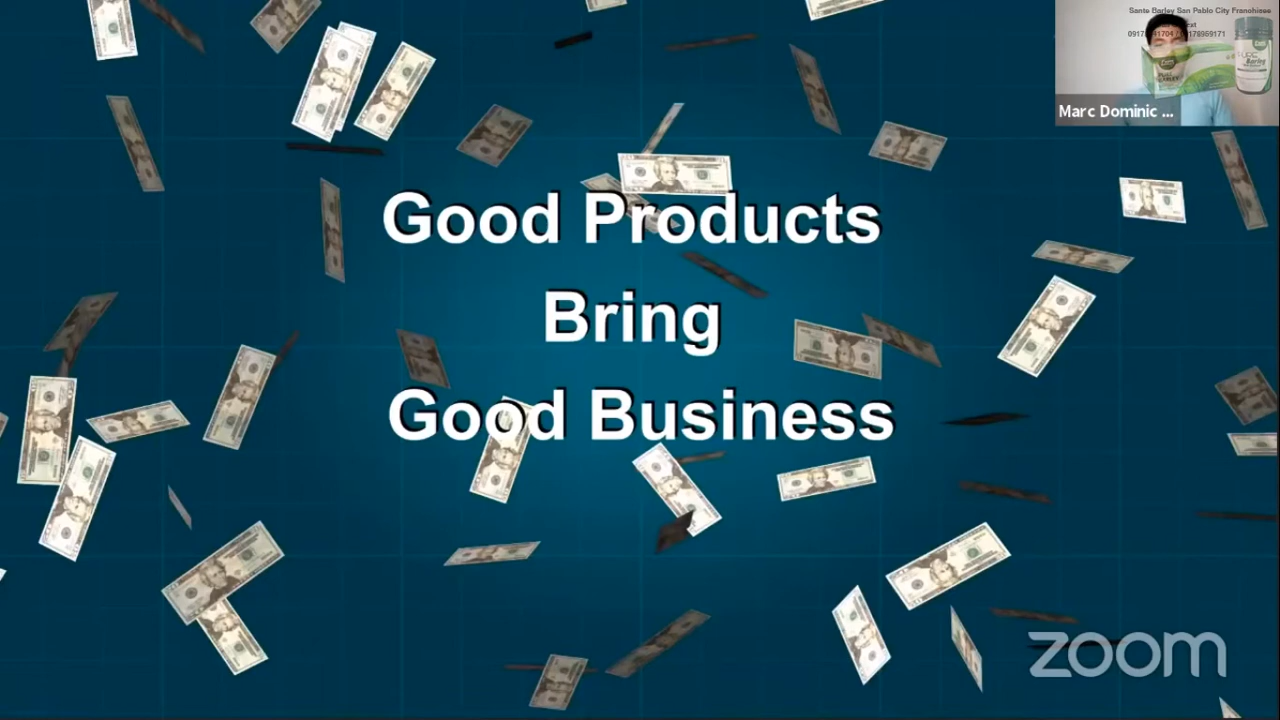 Sante Barley San Pablo City Franchisee
Marc Dominic ...
Good Products
Bring
Good Business
zoom